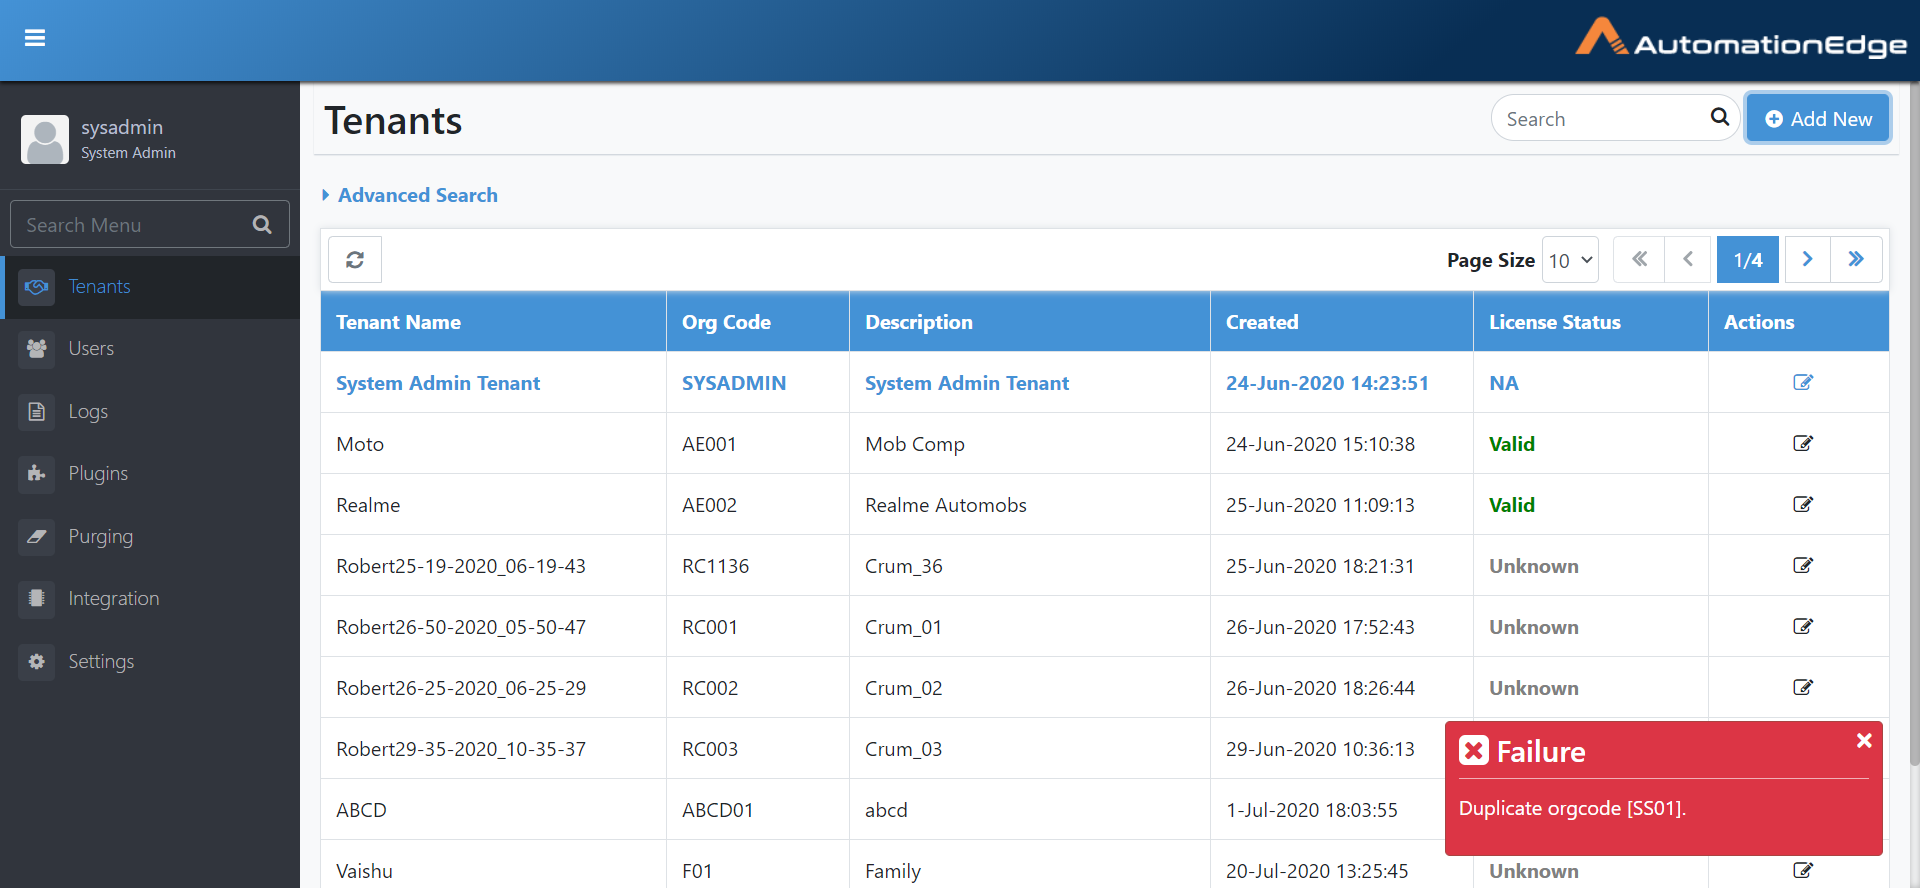 AutomationEdge
sysadmin
System Admin
Search Menu
Tenants
Users
Logs
Plugins
Purging
Integration
Settings
Tenants
Search
Add New
Advanced Search
Page Size 10 1/4
Tenant Name Org Code Description Created License Status Actions
System Admin Tenant SYSADMIN System Admin Tenant 24-Jun-2020 14:23:51 NA
Moto AE001 Mob Comp 24-Jun-2020 15:10:38 Valid
Realme AE002 Realme Automobs 25-Jun-2020 11:09:13 Valid
Robert25-19-2020_06-19-43 RC1136 Crum_36 25-Jun-2020 18:21:31 Unknown
Robert26-50-2020_05-50-47 RC001 Crum_01 26-Jun-2020 17:52:43 Unknown
Robert26-25-2020_06-25-29 RC002 Crum_02 26-Jun-2020 18:26:44 Unknown
Robert29-35-2020_10-35-37 RC003 Crum_03 29-Jun-2020 10:36:13
ABCD ABCD01 abcd 1-Jul-2020 18:03:55
Vaishu F01 Family 20-Jul-2020 13:25:45 Unknown
Failure
Duplicate orgcode [SS01].